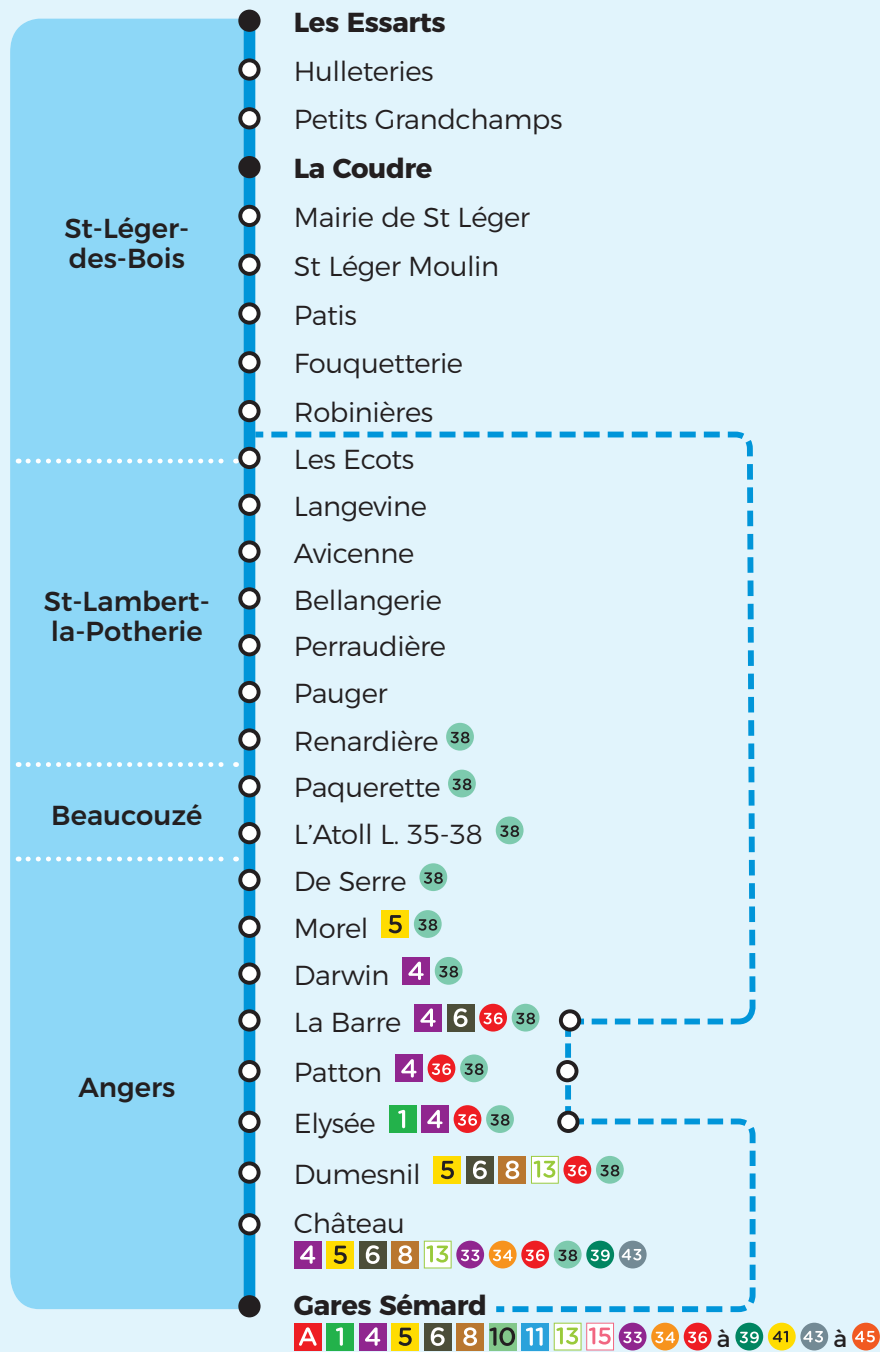 Les Essarts
Hulleteries
Petits Grandchamps
La Coudre
St-Léger-
des-Bois
Mairie de St Léger
St Léger Moulin
Patis
Fouquetterie
Robinières
Les Ecots
Langevine
Avicenne
St-Lambert-
la-Potherie
Bellangerie
Perraudière
Pauger
Renardière 38
Beaucouzé
Paquerette 38
L'Atoll L. 35-38 38
De Serre 38
Morel 5 38
Darwin 4 38
La Barre 4 6 36 38
Angers
Patton 4 36 38
Elysée 1 4 36 38
Dumesnil 5 6 8 13 36 38
Château
4 5 6 8 13 33 34 36 38 39 43
Gares Sémard
A 1 4 5 6 8 10 11 13 15 33 34 36 à 39 41 43 à 45